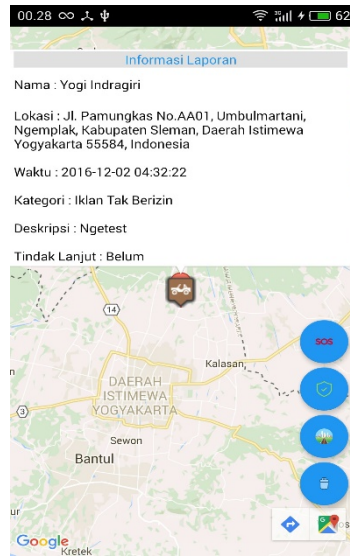 00.28
62
Informasi Laporan
Nama : Yogi Indragiri
Lokasi : Jl. Pamungkas No.AA01, Umbulmartani,
Ngemplak, Kabupaten Sleman, Daerah Istimewa
Yogyakarta 55584, Indonesia
Waktu : 2016-12-02 04:32:22
Kategori : Iklan Tak Berizin
Deskripsi : Ngetest
Tindak Lanjut : Belum
14
SOS
Kalasan
DAERAH
ISTIMEWA
YOGYAKARTA
3
Sewon
Bantul
Google
Kretek